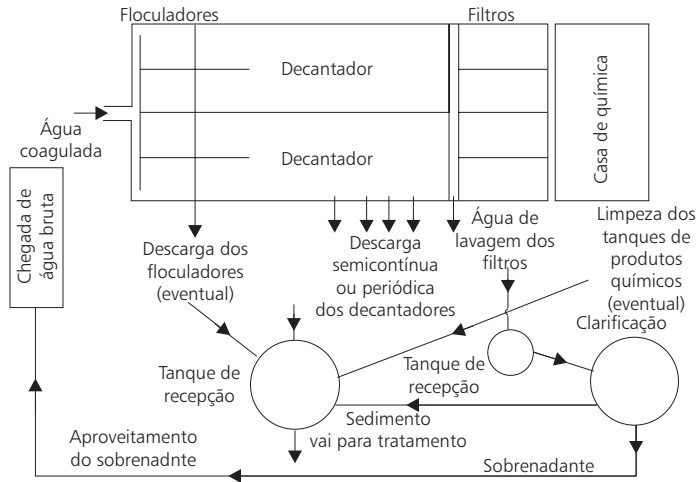 Floculadores
Filtros
Decantador
Decantador
Casa de química
Água
coagulada
Chegada de
água bruta
Descarga dos
floculadores
(eventual)
Descarga
semicontínua
ou periódica
dos decantadores
Água de
lavagem dos
filtros
Limpeza dos
tanques de
produtos
químicos
(eventual)
Clarificação
Tanque de
recepção
Tanque de
recepção
Sedimento
vai para tratamento
Aproveitamento
do sobrenadnte
Sobrenadante